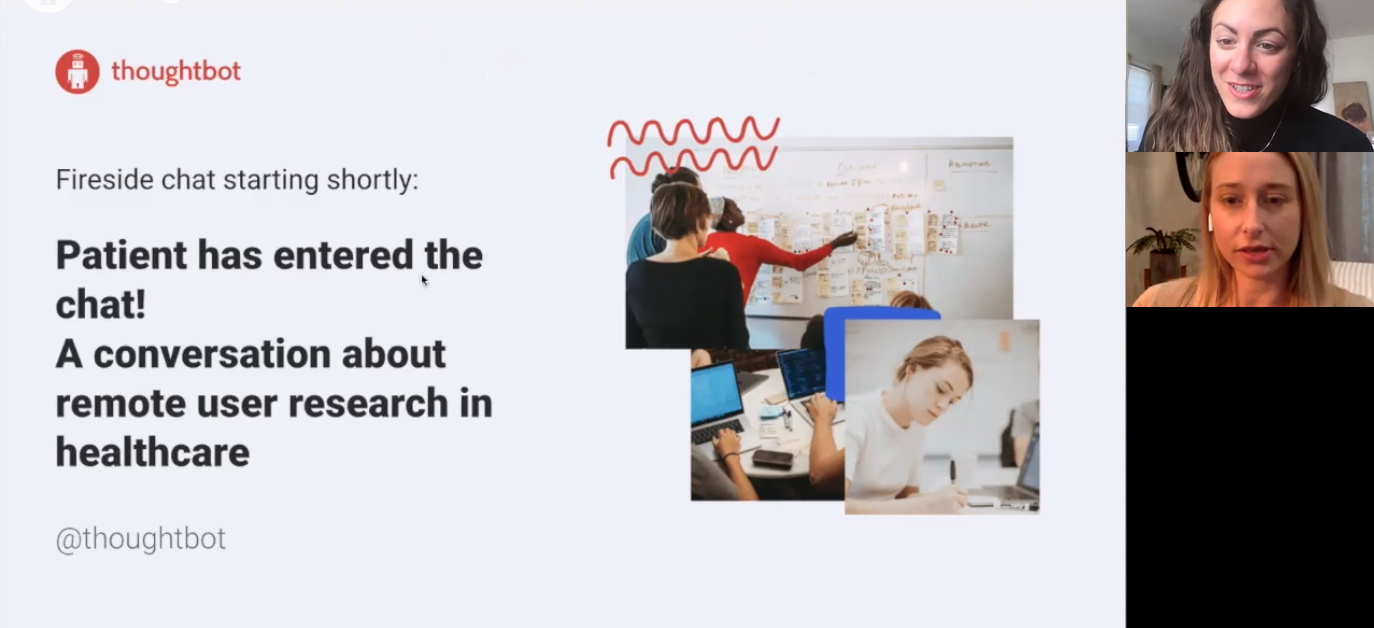 thoughtbot
Fireside chat starting shortly:
Patient has entered the
chat!
A conversation about
remote user research in
healthcare
@thoughtbot